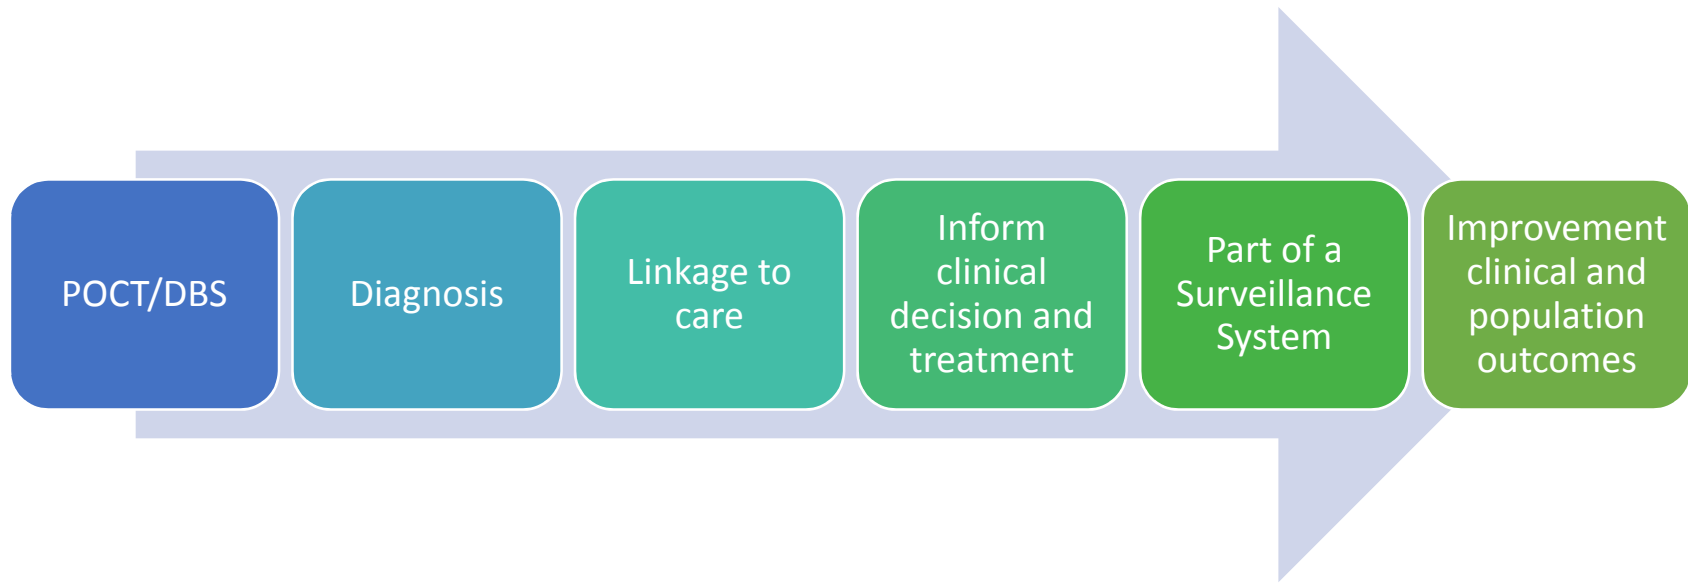 POCT/DBS
Diagnosis
Linkage to
care
Inform
clinical
decision and
treatment
Part of a
Surveillance
System
Improvement
clinical and
population
outcomes